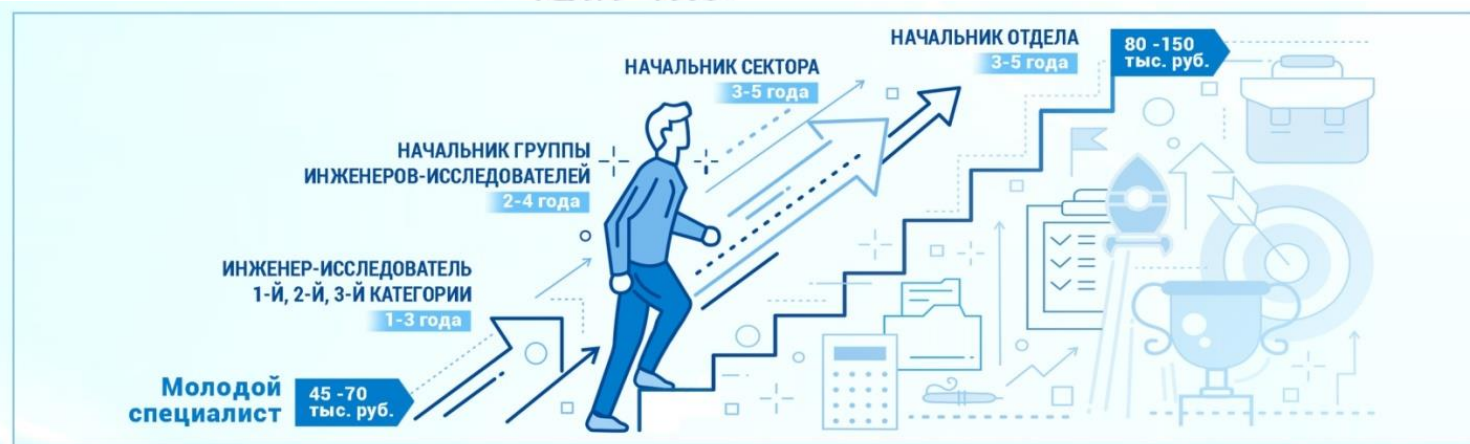 НАЧАЛЬНИК ОТДЕЛА
3-5 года
80 -150
тыс. руб.
НАЧАЛЬНИК СЕКТОРА
3-5 года
НАЧАЛЬНИК ГРУППЫ
ИНЖЕНЕРОВ-ИССЛЕДОВАТЕЛЕЙ
2-4 года
ИНЖЕНЕР-ИССЛЕДОВАТЕЛЬ
1-Й, 2-Й, 3-Й КАТЕГОРИИ
1-3 года
Молодой
специалист
45 -70
тыс. руб.